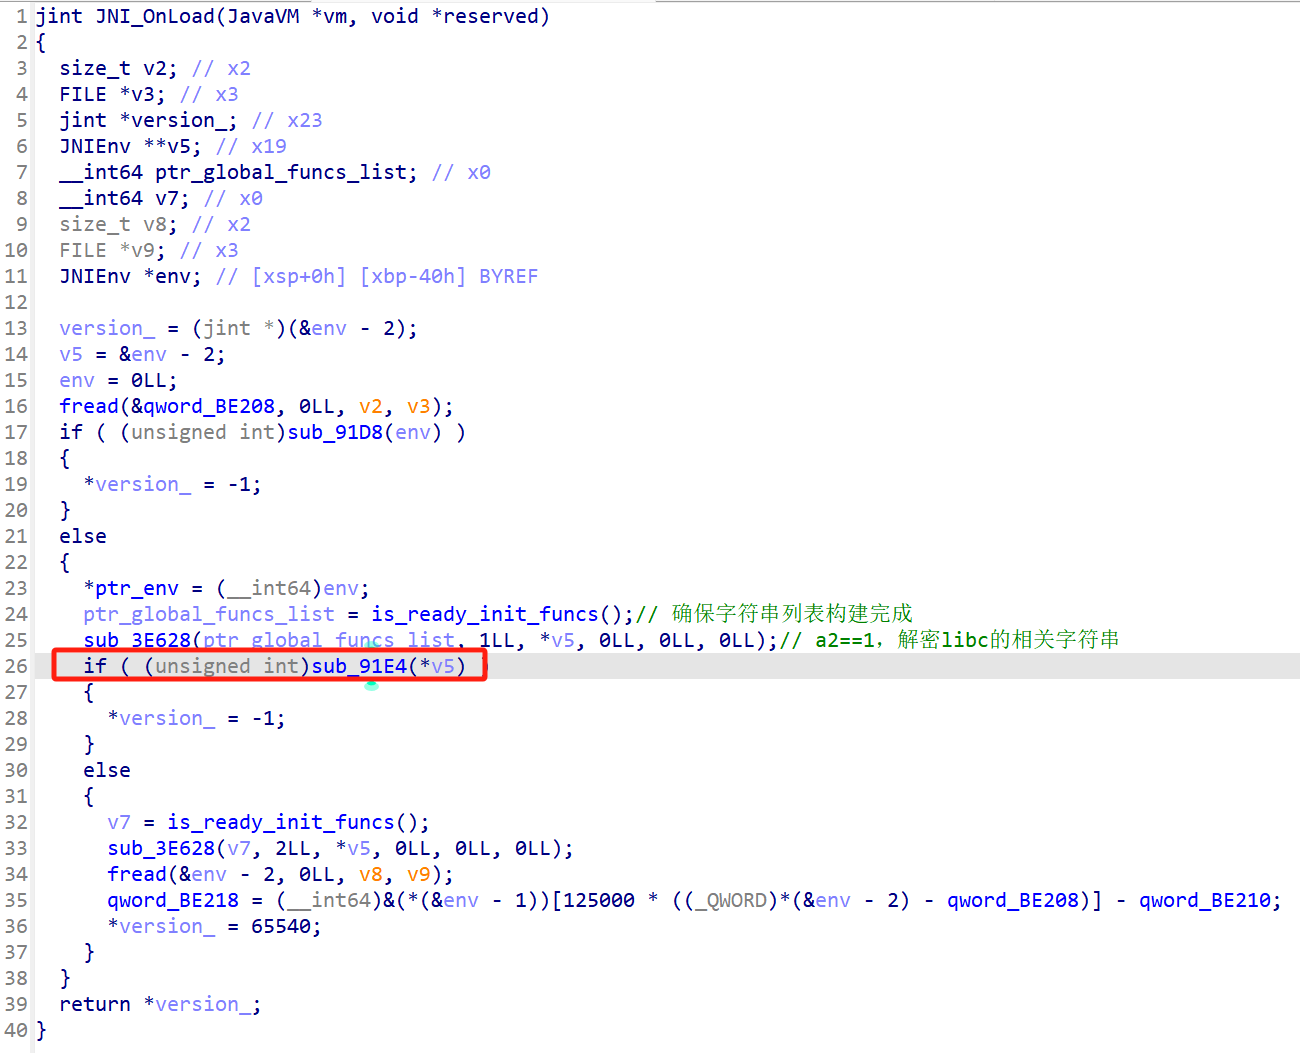 1 jint JNI_OnLoad(JavaVM *vm, void *reserved)
2 {
3 size_t v2; // x2
4 FILE *v3; // x3
5 jint *version_; // x23
6 JNIEnv **v5; // x19
7 __int64 ptr_global_funcs_list; // x0
8 __int64 v7; // x0
9 size_t v8; // x2
10 FILE *v9; // x3
11 JNIEnv *env; // [xsp+0h] [xbp-40h] BYREF
12
13 version_ = (jint *)(&env - 2);
14 v5 = &env - 2;
15 env = 0LL;
16 fread(&qword_BE208, 0LL, v2, v3);
17 if ( (unsigned int)sub_91D8(env) )
18 {
19 *version_ = -1;
20 }
21 else
22 {
23 *ptr_env = (__int64)env;
24 ptr_global_funcs_list = is_ready_init_funcs();// 确保字符串列表构建完成
25 sub_3E628(ptr_global_funcs_list, 1LL, *v5, 0LL, 0LL, 0LL);// a2==1，解密libc的相关字符串
26 if ( (unsigned int)sub_91E4(*v5) )
27 {
28 *version_ = -1;
29 }
30 else
31 {
32 v7 = is_ready_init_funcs();
33 sub_3E628(v7, 2LL, *v5, 0LL, 0LL, 0LL);
34 fread(&env - 2, 0LL, v8, v9);
35 qword_BE218 = (__int64)&(*(&env - 1))[125000 * ((_QWORD)*(&env - 2) - qword_BE208)] - qword_BE210;
36 *version_ = 65540;
37 }
38 }
39 return *version_;
40 }